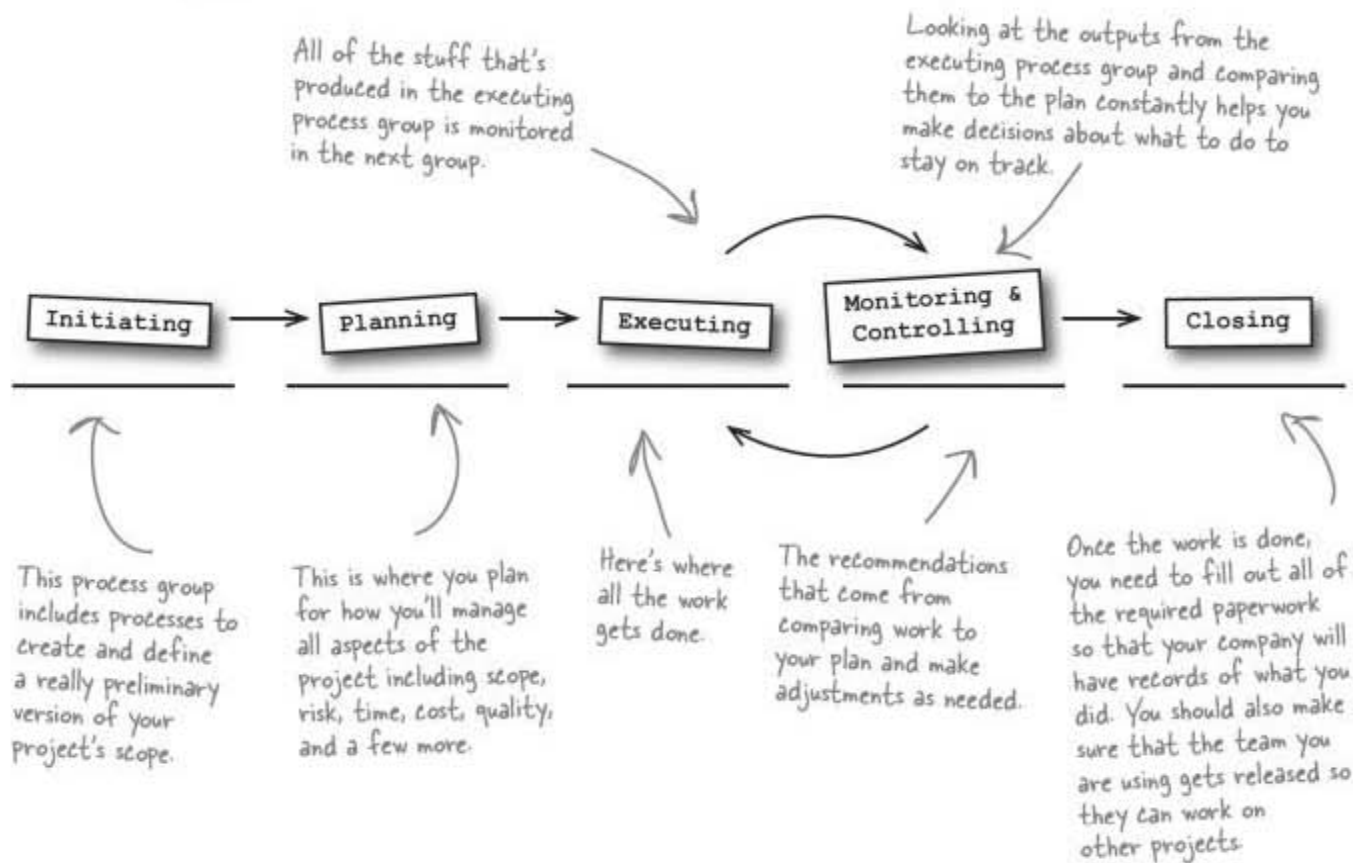 All of the stuff that's
produced in the executing
process group is monitored
in the next group.
Looking at the outputs from the
executing process group and comparing
them to the plan constantly helps you
make decisions about what to do to
stay on track.
Initiating
Planning
Executing
Monitoring &
Controlling
Closing
This process group
includes processes to
create and define
a really preliminary
version of your
project's scope.
This is where you plan
for how you'll manage
all aspects of the
project including scope,
risk, time, cost, quality,
and a few more.
Here's where
all the work
gets done.
The recommendations
that come from
comparing work to
your plan and make
adjustments as needed.
Once the work is done,
you need to fill out all of
the required paperwork
so that your company will
have records of what you
did. You should also make
sure that the team you
are using gets released so
they can work on
other projects.